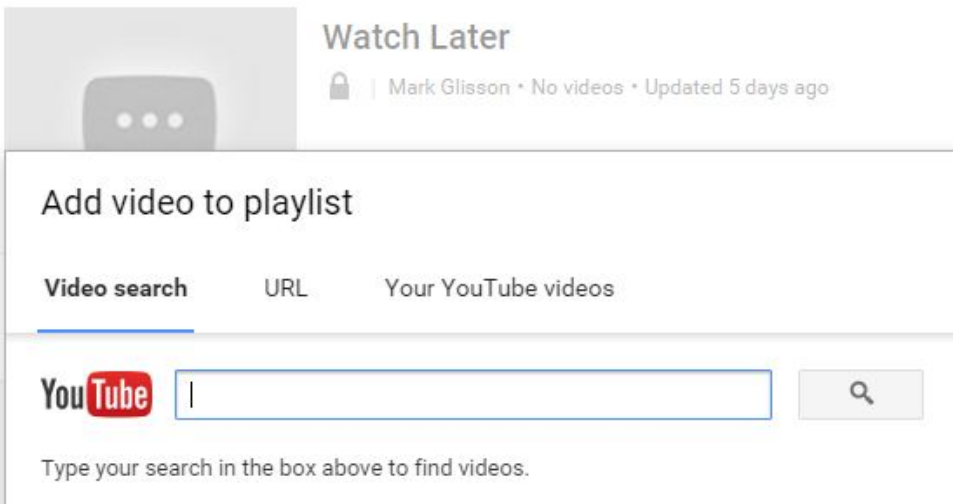 Watch Later
| Mark Glisson • No videos • Updated 5 days ago
Add video to playlist
Video search URL Your YouTube videos
YouTube
Type your search in the box above to find videos.